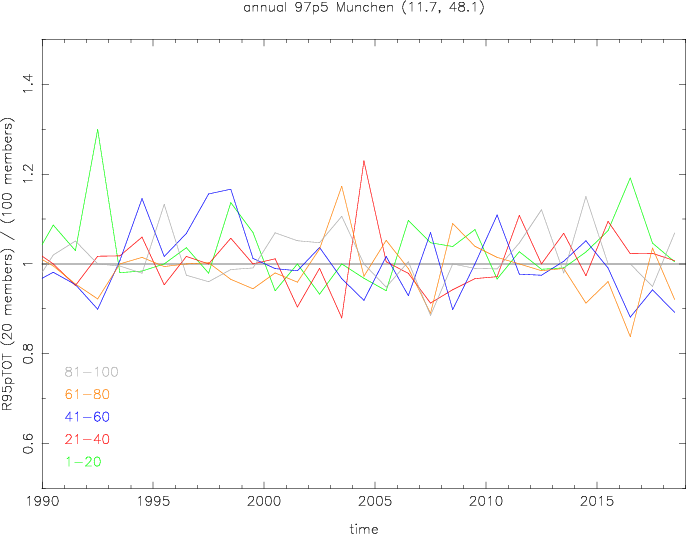 annual 97p5 Munchen (11.7, 48.1)
R95pTOT (20 members) / (100 members)
1.4
1.2
1
0.8
0.6
81-100
61-80
41-60
21-40
1-20
1990 1995 2000 2005 2010 2015
time